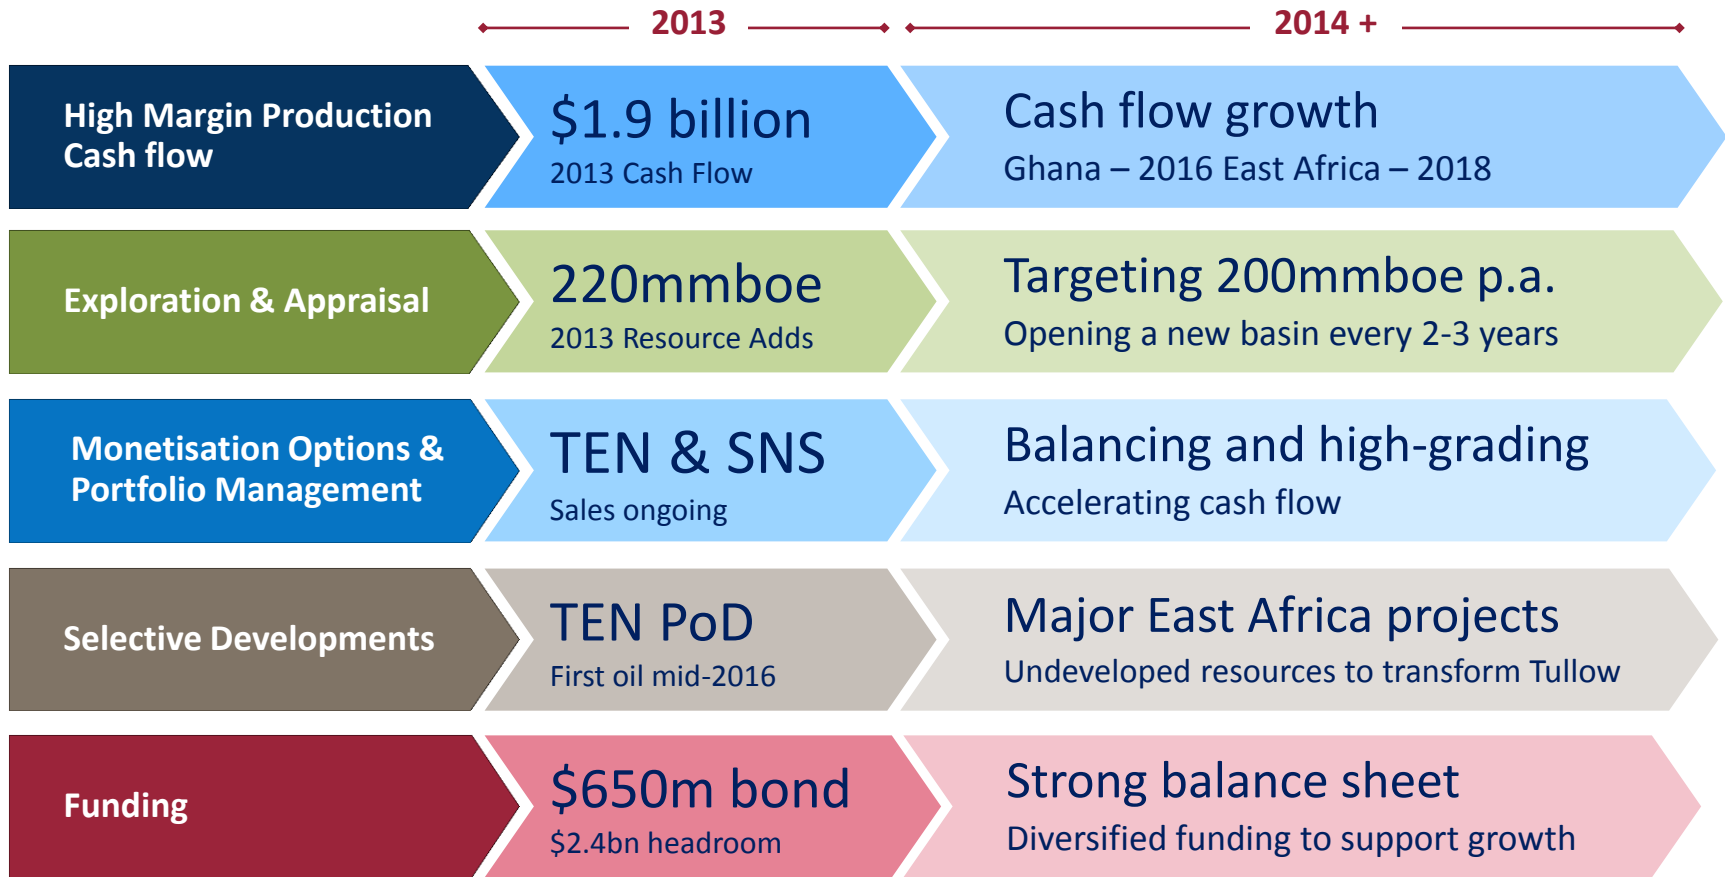 2013
2014 +
High Margin Production
Cash flow
$1.9 billion
2013 Cash Flow
Cash flow growth
Ghana – 2016 East Africa – 2018
Exploration & Appraisal
220mmboe
2013 Resource Adds
Targeting 200mmboe p.a.
Opening a new basin every 2-3 years
Monetisation Options &
Portfolio Management
TEN & SNS
Sales ongoing
Balancing and high-grading
Accelerating cash flow
Selective Developments
TEN PoD
First oil mid-2016
Major East Africa projects
Undeveloped resources to transform Tullow
Funding
$650m bond
$2.4bn headroom
Strong balance sheet
Diversified funding to support growth